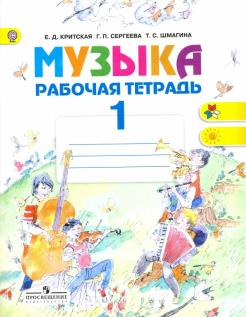 Е. Д. КРИТСКАЯ Г. П. СЕРГЕЕВА Т. С. ШМАГИНА
МУЗЫКА
РАБОЧАЯ ТЕТРАДЬ
1
ПРОСВЕЩЕНИЕ